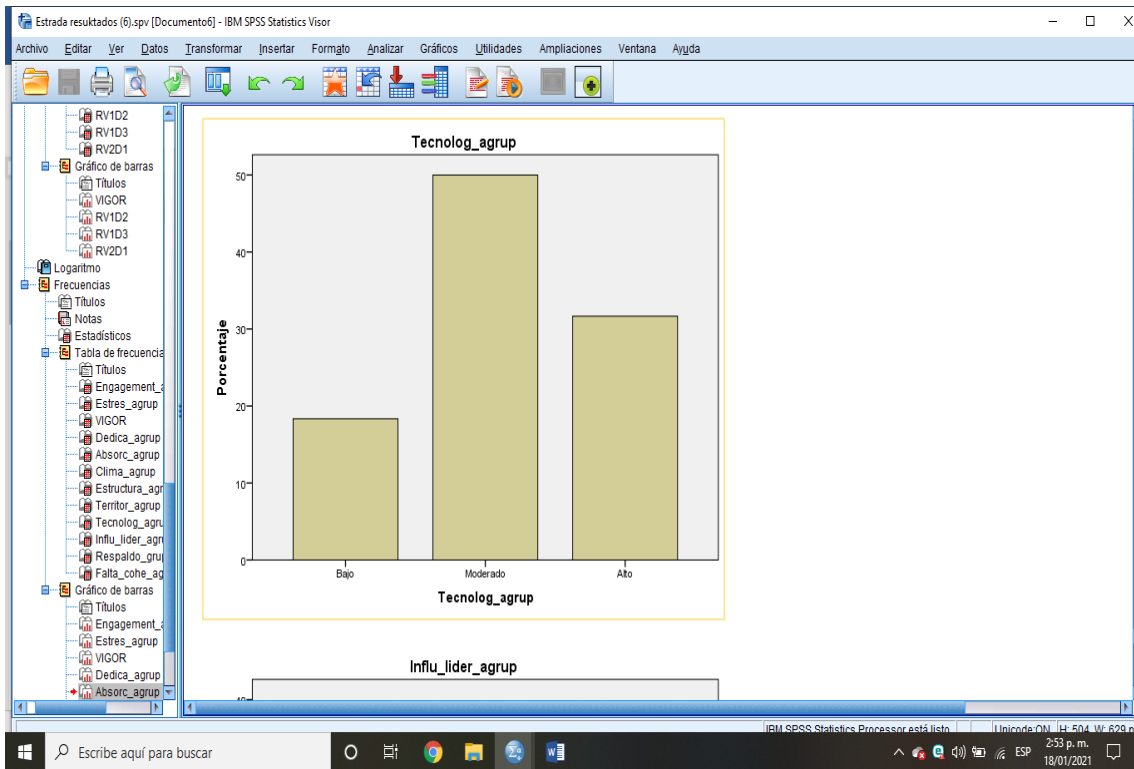 Estrada resuktados (6).spv [Documento6] - IBM SPSS Statistics Visor
Archivo Editar Ver Datos Transformar Insertar Formato Analizar Gráficos Utilidades Ampliaciones Ventana Ayuda
RV1D2
RV1D3
RV2D1
Gráfico de barras
Títulos
VIGOR
RV1D2
RV1D3
RV2D1
Logaritmo
Frecuencias
Títulos
Notas
Estadísticos
Tabla de frecuencia
Títulos
Engagement_a
Estres_agrup
VIGOR
Dedica_agrup
Absorc_agrup
Clima_agrup
Estructura_agr
Territor_agrup
Tecnolog_agru
Influ_lider_agru
Respaldo_grup
Falta_cohe_ag
Gráfico de barras
Títulos
Engagement_a
Estres_agrup
VIGOR
Dedica_agrup
Absorc_agrup
Tecnolog_agrup
Porcentaje
50
40
30
20
10
0
Bajo Moderado Alto
Tecnolog_agrup
Influ_lider_agrup
40
IBM SPSS Statistics Processor está listo Unicode:ON H: 504, W: 629 p
Escribe aquí para buscar
ESP
2:53 p. m.
18/01/2021